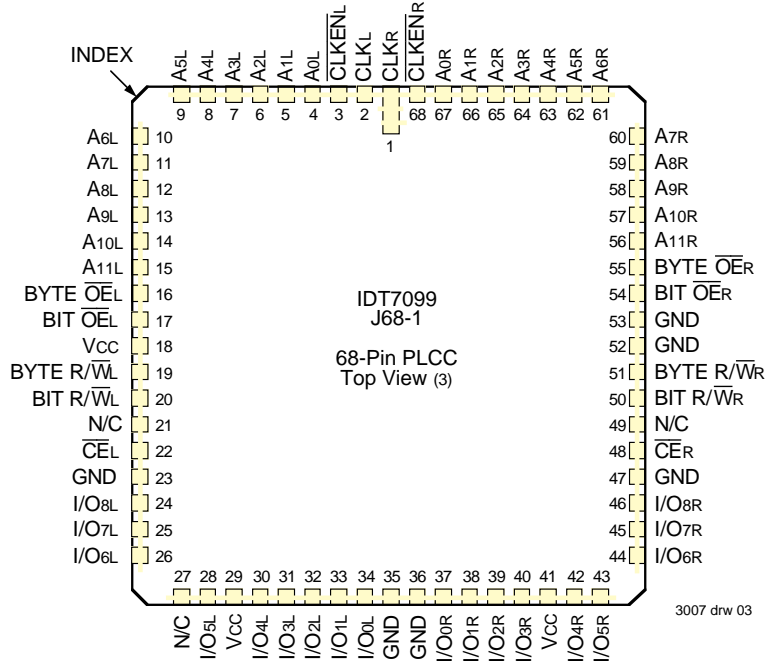 INDEX
A5L
A4L
A3L
A2L
A1L
A0L
CLKENL
CLKL
CLKR
CLKENR
A0R
A1R
A2R
A3R
A4R
A5R
A6R
9 8 7 6 5 4 3 2 1 68 67 66 65 64 63 62 61
A6L 10
A7L 11
A8L 12
A9L 13
A10L 14
A11L 15
BYTE OEL 16
BIT OEL 17
VCC 18
BYTE R/WL 19
BIT R/WL 20
N/C 21
CEL 22
GND 23
I/O8L 24
I/O7L 25
I/O6L 26
IDT7099
J68-1
68-Pin PLCC
Top View (3)
60 A7R
59 A8R
58 A9R
57 A10R
56 A11R
55 BYTE OER
54 BIT OER
53 GND
52 GND
51 BYTE R/WR
50 BIT R/WR
49 N/C
48 CER
47 GND
46 I/O8R
45 I/O7R
44 I/O6R
27 28 29 30 31 32 33 34 35 36 37 38 39 40 41 42 43
N/C
I/O5L
VCC
I/O4L
I/O3L
I/O2L
I/O1L
I/O0L
GND
GND
I/O0R
I/O1R
I/O2R
I/O3R
VCC
I/O4R
I/O5R
3007 drw 03